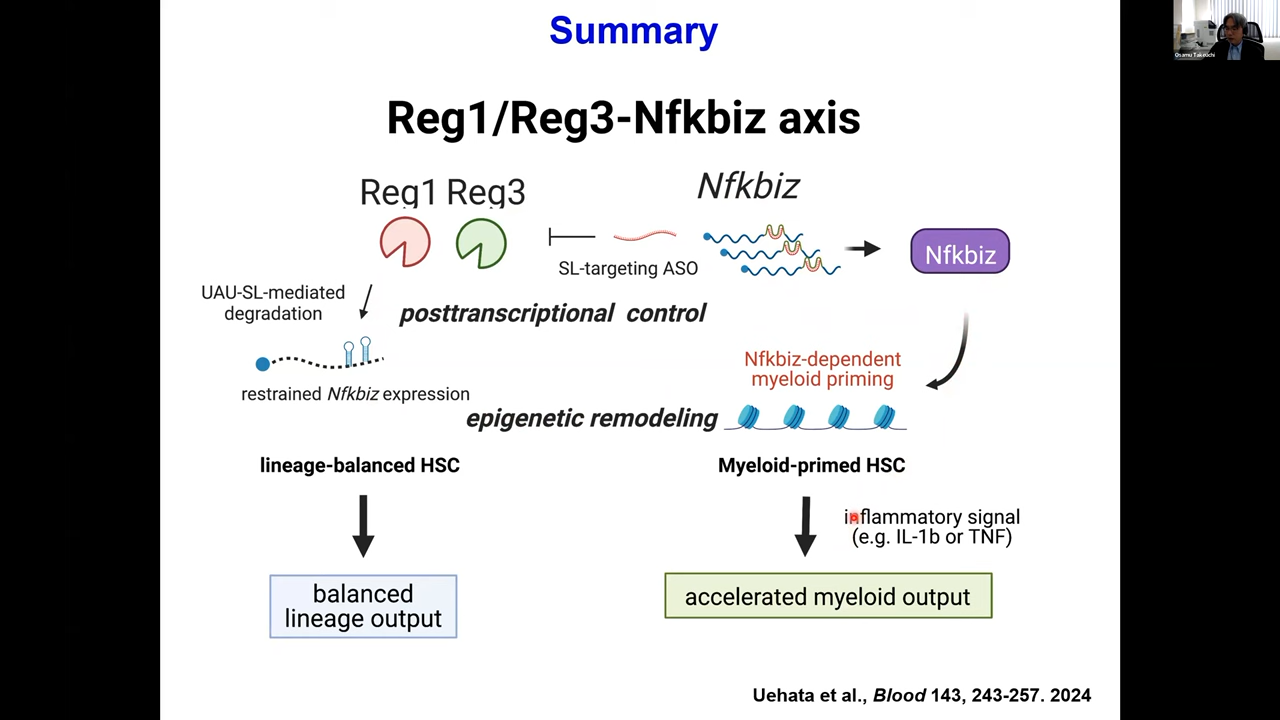 Summary
Osamu Takeuchi
Reg1/Reg3-Nfkbiz axis
Reg1 Reg3
Nfkbiz
SL-targeting ASO
Nfkbiz
UAU-SL-mediated
degradation
posttranscriptional control
Nfkbiz-dependent
myeloid priming
restrained Nfkbiz expression
epigenetic remodeling
lineage-balanced HSC
Myeloid-primed HSC
inflammatory signal
(e.g. IL-1b or TNF)
balanced
lineage output
accelerated myeloid output
Uehata et al., Blood 143, 243-257. 2024